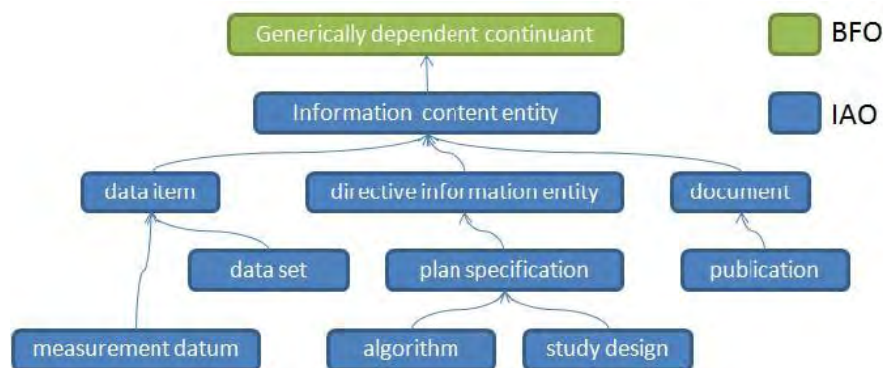 Generically dependent continuant
BFO
Information content entity
IAO
data item
directive information entity
document
data set
plan specification
publication
measurement datum
algorithm
study design